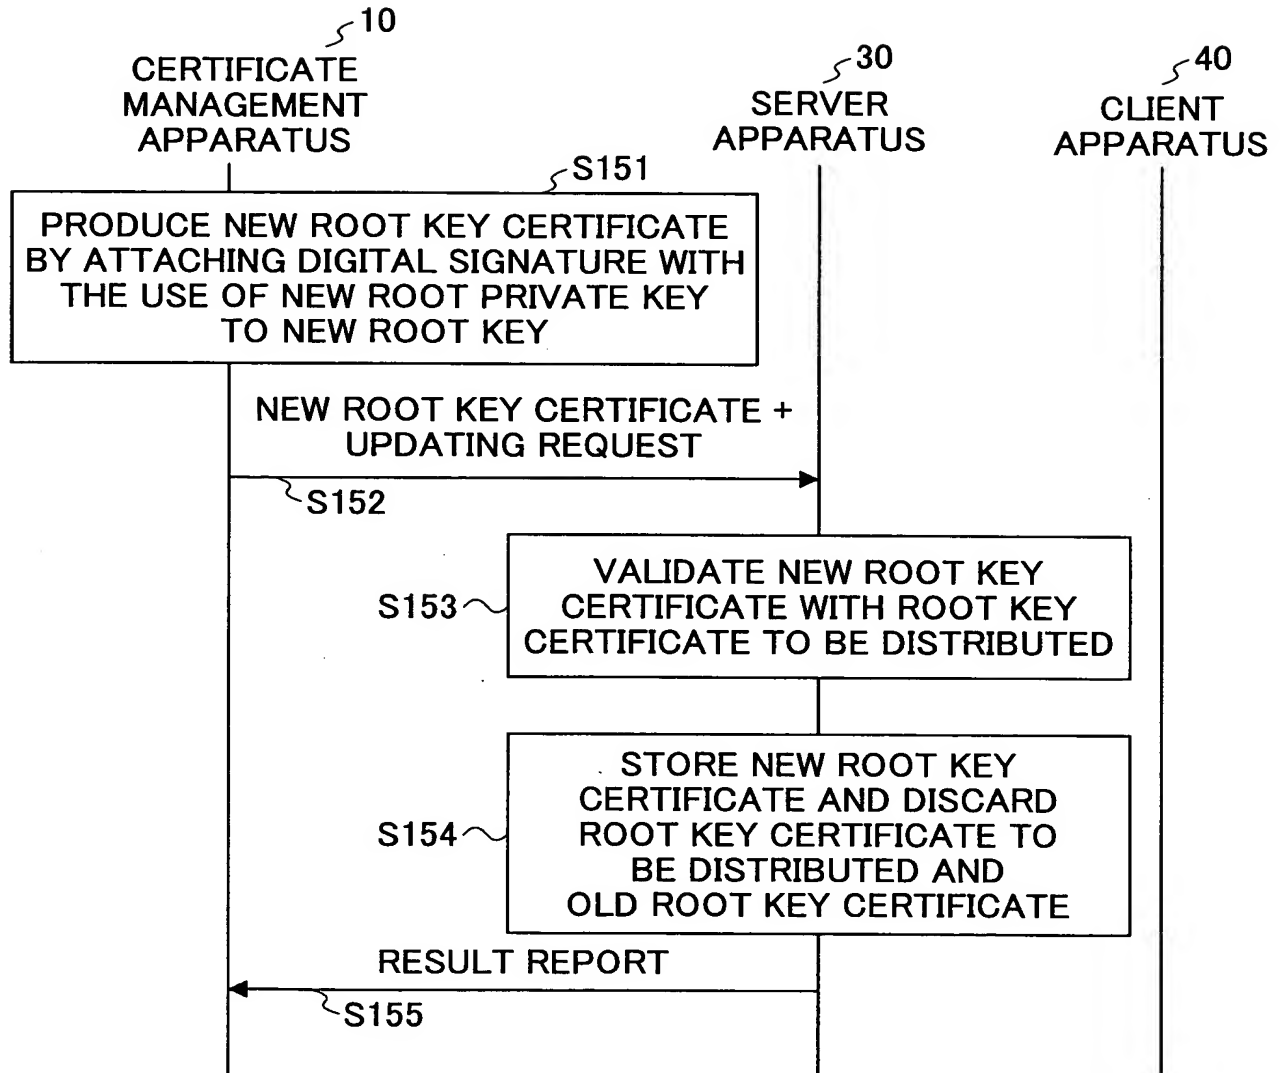 10
CERTIFICATE
MANAGEMENT
APPARATUS
30
SERVER
APPARATUS
40
CLIENT
APPARATUS
S151
PRODUCE NEW ROOT KEY CERTIFICATE
BY ATTACHING DIGITAL SIGNATURE WITH
THE USE OF NEW ROOT PRIVATE KEY
TO NEW ROOT KEY
NEW ROOT KEY CERTIFICATE +
UPDATING REQUEST
S152
S153
VALIDATE NEW ROOT KEY
CERTIFICATE WITH ROOT KEY
CERTIFICATE TO BE DISTRIBUTED
S154
STORE NEW ROOT KEY
CERTIFICATE AND DISCARD
ROOT KEY CERTIFICATE TO
BE DISTRIBUTED AND
OLD ROOT KEY CERTIFICATE
RESULT REPORT
S155